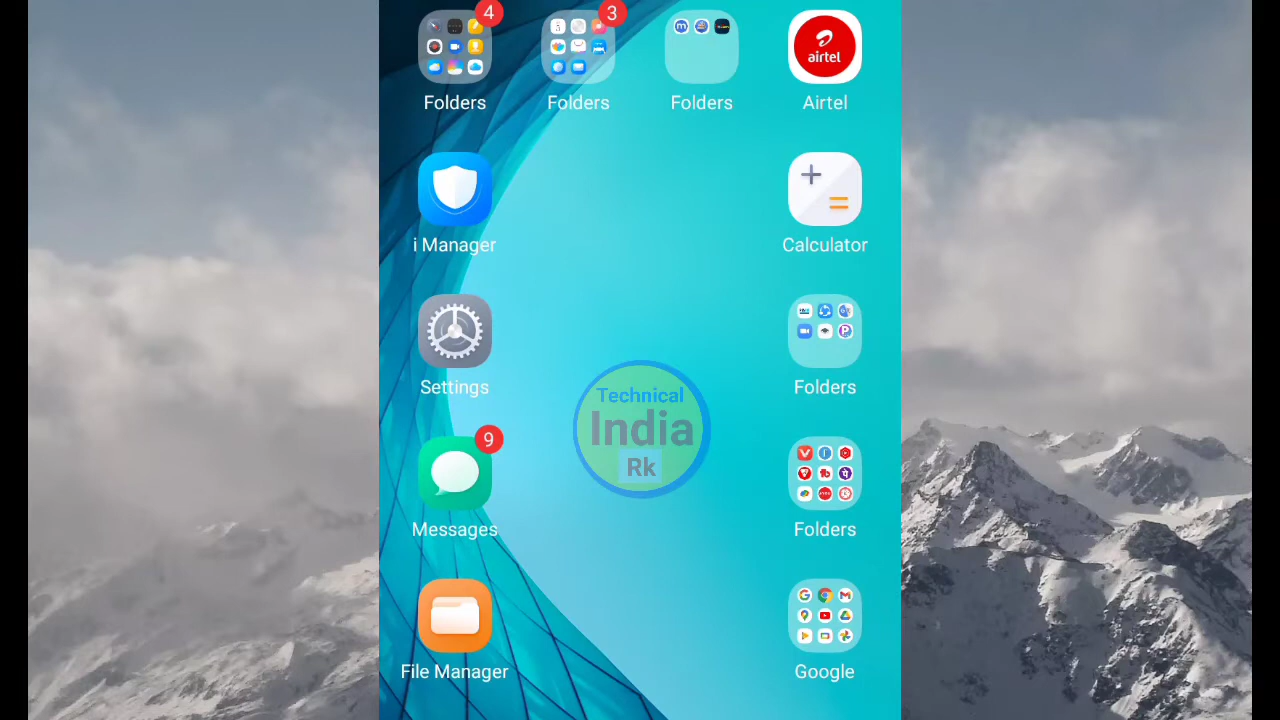 4
3
Folders
Folders
Folders
airtel
Airtel
i Manager
Calculator
Settings
Folders
Technical
India
Rk
9
Messages
Folders
File Manager
Google